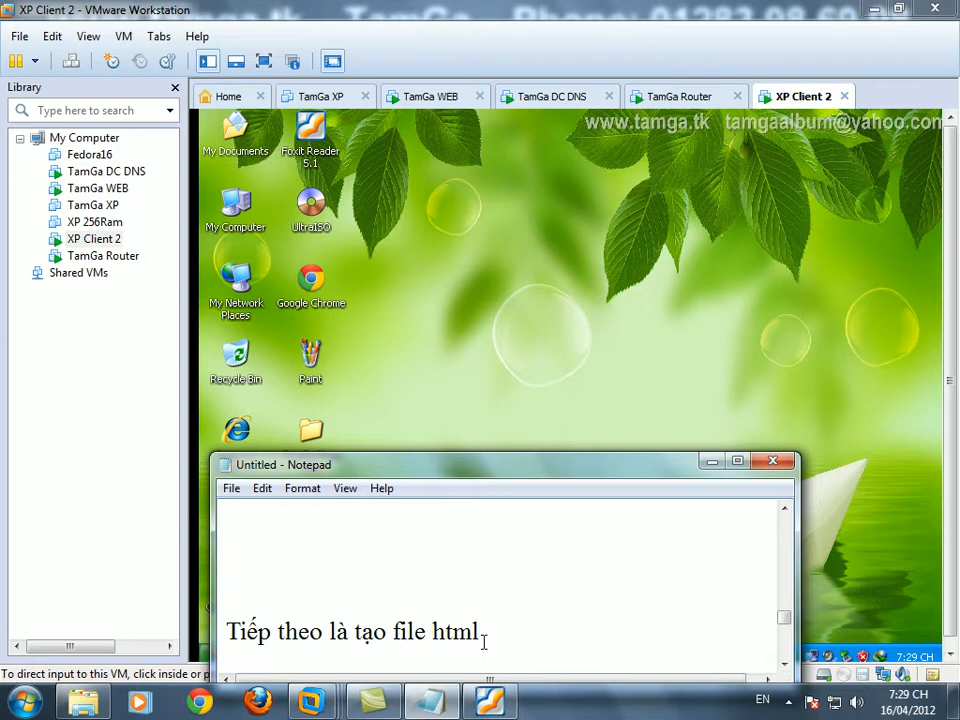 XP Client 2 - VMware Workstation
File Edit View VM Tabs Help
Library
Type here to search
My Computer
Fedora16
TamGa DC DNS
TamGa WEB
TamGa XP
XP 256Ram
XP Client 2
TamGa Router
Shared VMs
Home TamGa XP TamGa WEB TamGa DC DNS TamGa Router XP Client 2
www.tamga.tk tamgaalbum@yahoo.com
My Documents
Foxit Reader
5.1
My Computer
UltraISO
My Network
Places
Google Chrome
Recycle Bin
Paint
Untitled - Notepad
File Edit Format View Help
Tiếp theo là tạo file html
7:29 CH
To direct input to this VM, click inside or p
EN
7:29 CH
16/04/2012